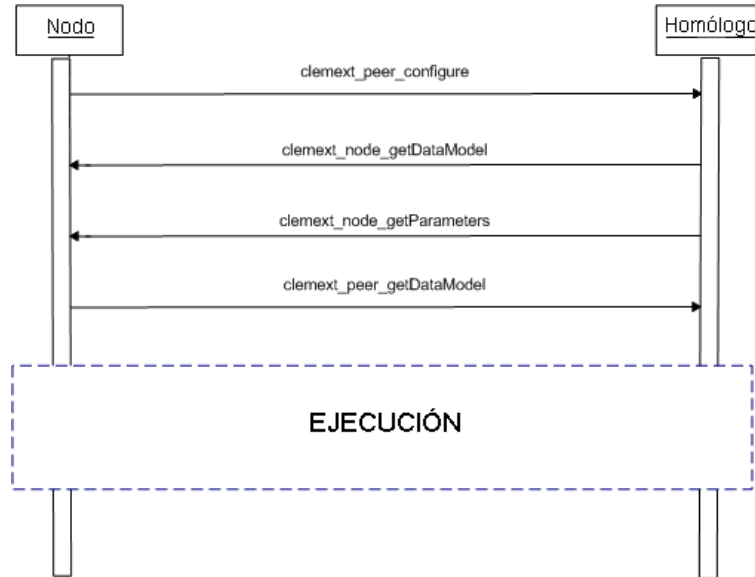 Nodo
Homólogo
clemext_peer_configure
clemext_node_getDataModel
clemext_node_getParameters
clemext_peer_getDataModel
EJECUCIÓN